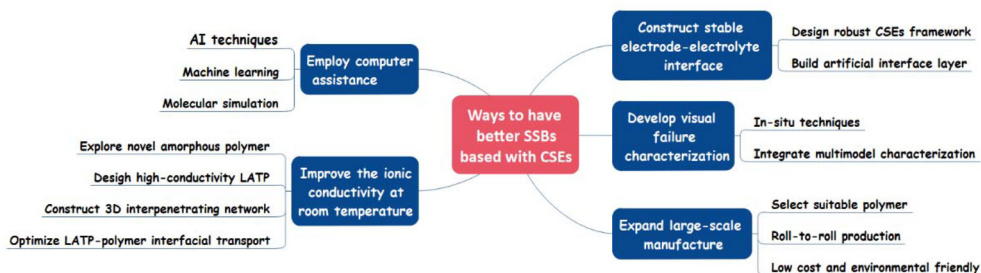 AI techniques
Machine learning
Molecular simulation
Employ computer
assistance
Explore novel amorphous polymer
Desigh high-conductivity LATP
Construct 3D interpenetrating network
Optimize LATP-polymer interfacial transport
Improve the ionic
conductivity at
room temperature
Ways to have
better SSBs
based with CSEs
Construct stable
electrode-electrolyte
interface
Design robust CSEs framework
Build artificial interface layer
Develop visual
failure
characterization
In-situ techniques
Integrate multimodel characterization
Expand large-scale
manufacture
Select suitable polymer
Roll-to-roll production
Low cost and environmental friendly